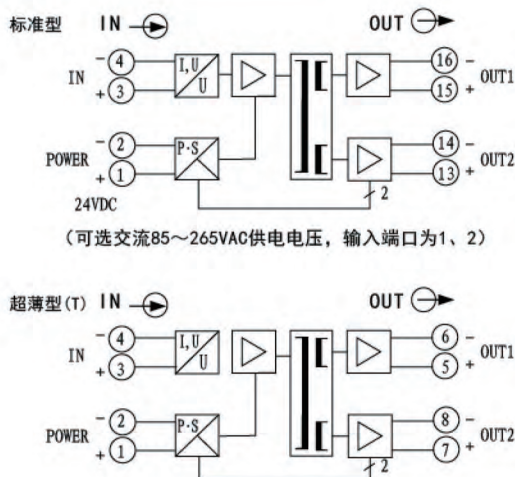 标准型 IN OUT
- 4 I,U U 16 -
IN OUT1
+ 3 15 +
- 2 P·S 14 -
POWER OUT2
+ 1 13 +
24VDC 2
(可选交流85～265VAC供电电压，输入端口为1、2)
超薄型(T) IN OUT
- 4 I,U U 6 -
IN OUT1
+ 3 5 +
- 2 P·S 8 -
POWER OUT2
+ 1 7 +
2